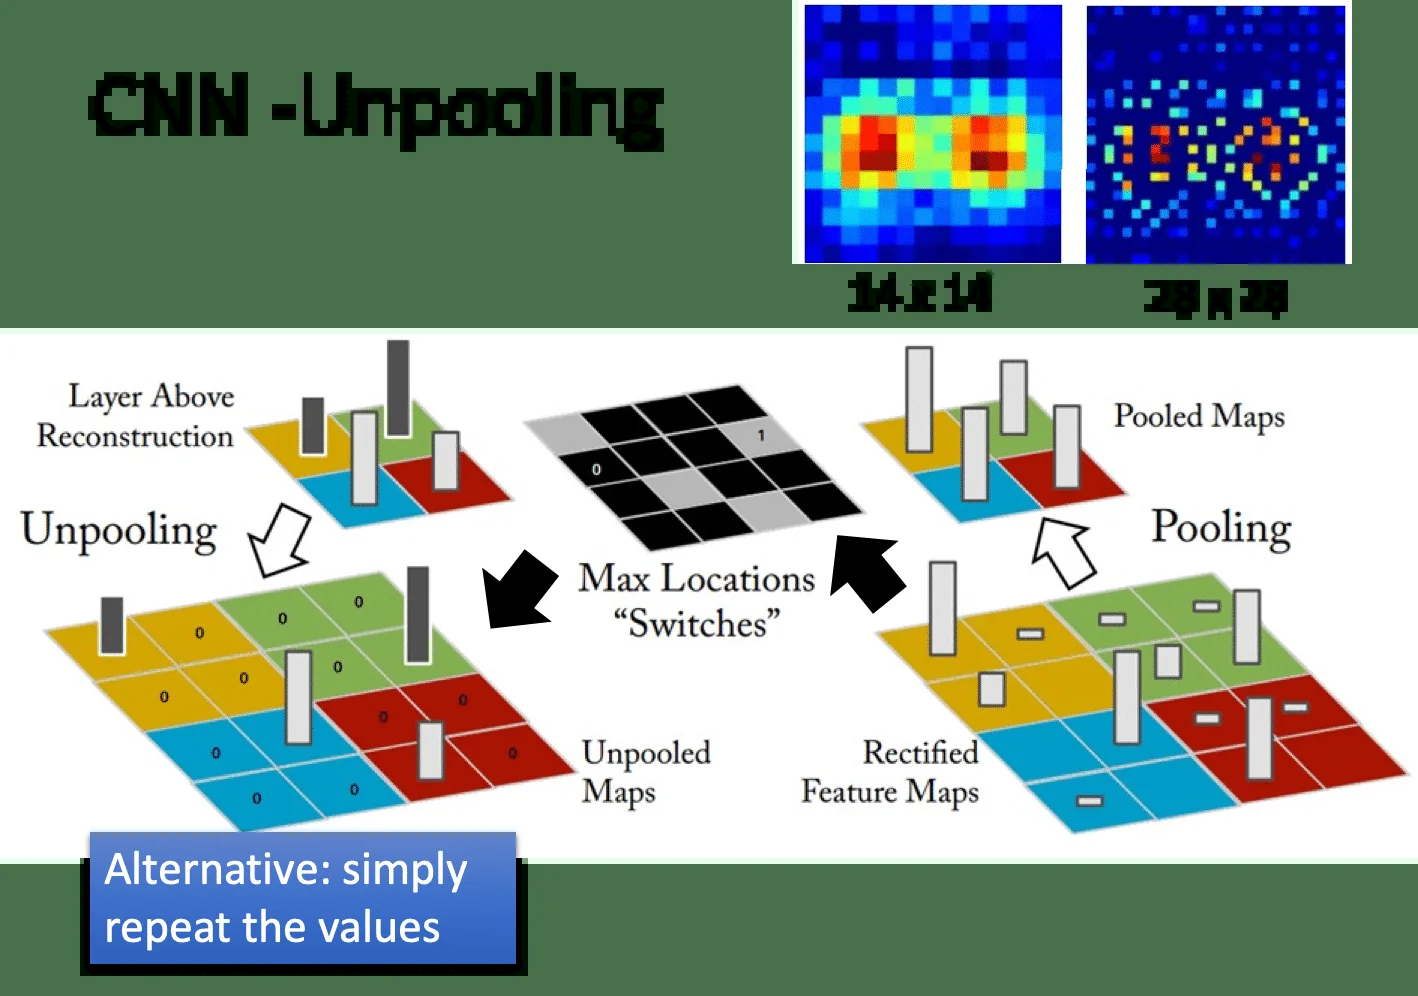 CNN -Unpooling
14 x 14
28 x 28
Layer Above
Reconstruction
1
0
Pooled Maps
Unpooling
Pooling
Max Locations
“Switches”
0
0
0
0
0
0
0
0
0
0
0
0
Unpooled
Maps
Rectified
Feature Maps
Alternative: simply
repeat the values